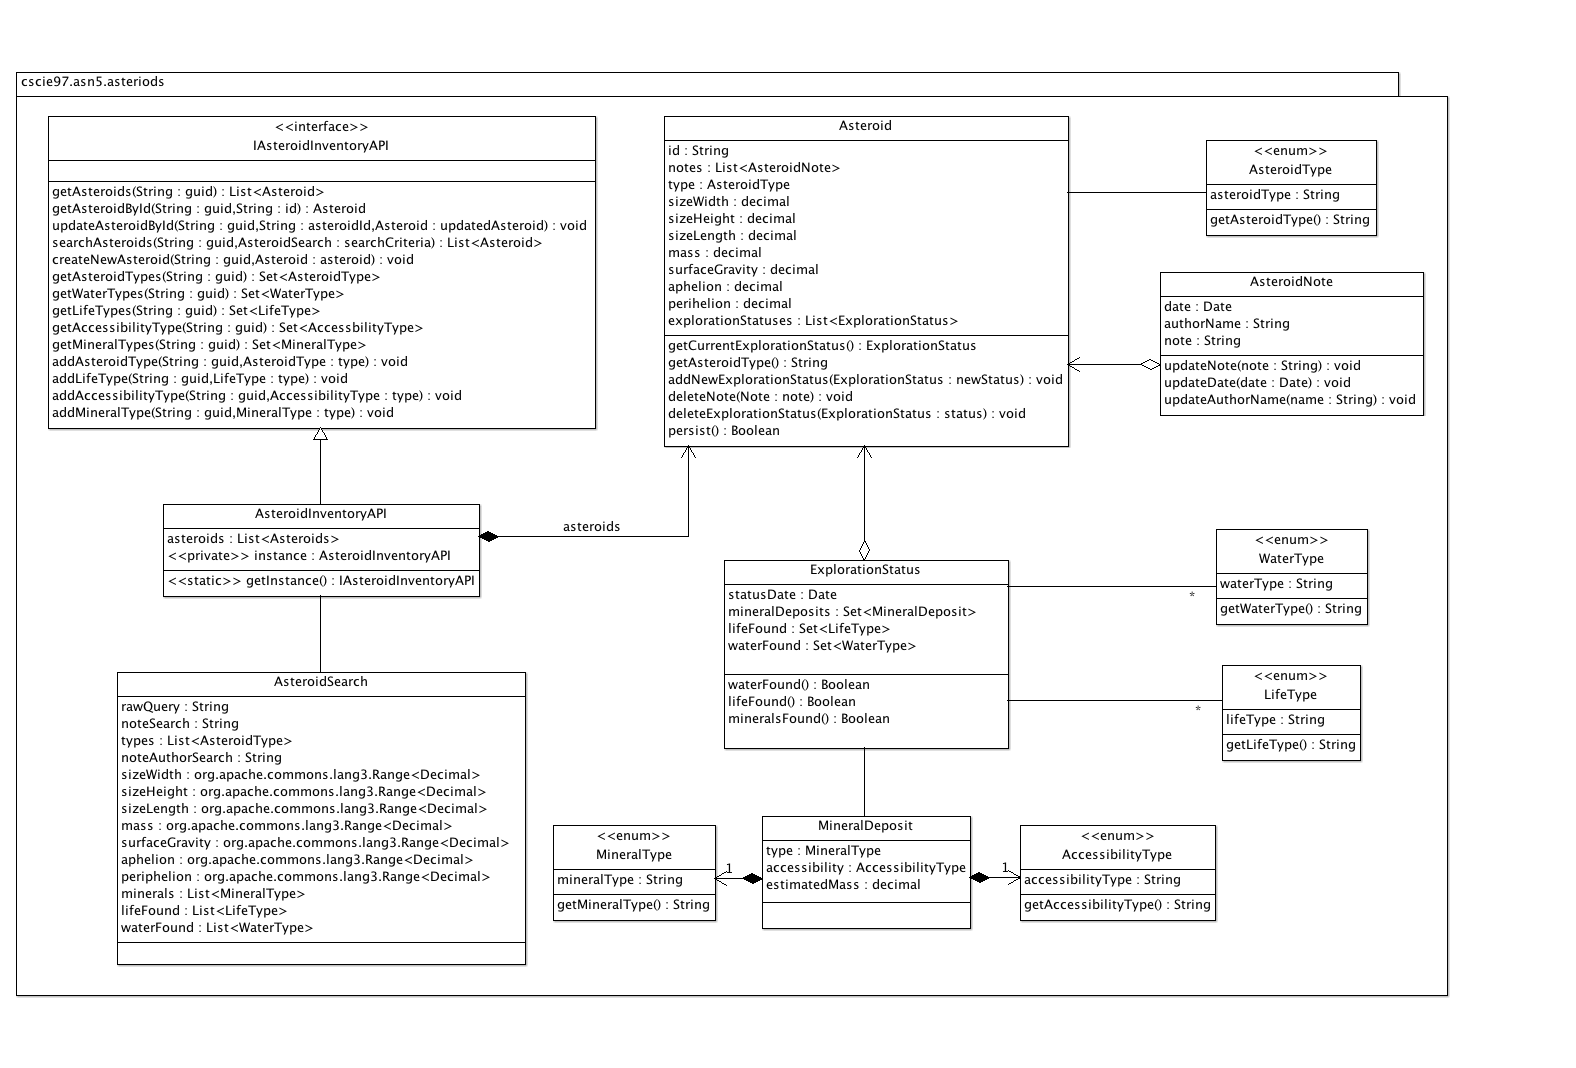 cscie97.asn5.asteriods
<<interface>>
IAsteroidInventoryAPI
getAsteroids(String : guid) : List<Asteroid>
getAsteroidById(String : guid,String : id) : Asteroid
updateAsteroidById(String : guid,String : asteroidId,Asteroid : updatedAsteroid) : void
searchAsteroids(String : guid,AsteroidSearch : searchCriteria) : List<Asteroid>
createNewAsteroid(String : guid,Asteroid : asteroid) : void
getAsteroidTypes(String : guid) : Set<AsteroidType>
getWaterTypes(String : guid) : Set<WaterType>
getLifeTypes(String : guid) : Set<LifeType>
getAccessibilityType(String : guid) : Set<AccessbilityType>
getMineralTypes(String : guid) : Set<MineralType>
addAsteroidType(String : guid,AsteroidType : type) : void
addLifeType(String : guid,LifeType : type) : void
addAccessibilityType(String : guid,AccessibilityType : type) : void
addMineralType(String : guid,MineralType : type) : void
Asteroid
id : String
notes : List<AsteroidNote>
type : AsteroidType
sizeWidth : decimal
sizeHeight : decimal
sizeLength : decimal
mass : decimal
surfaceGravity : decimal
aphelion : decimal
perihelion : decimal
explorationStatuses : List<ExplorationStatus>
getCurrentExplorationStatus() : ExplorationStatus
getAsteroidType() : String
addNewExplorationStatus(ExplorationStatus : newStatus) : void
deleteNote(Note : note) : void
deleteExplorationStatus(ExplorationStatus : status) : void
persist() : Boolean
<<enum>>
AsteroidType
asteroidType : String
getAsteroidType() : String
AsteroidNote
date : Date
authorName : String
note : String
updateNote(note : String) : void
updateDate(date : Date) : void
updateAuthorName(name : String) : void
AsteroidInventoryAPI
asteroids : List<Asteroids>
<<private>> instance : AsteroidInventoryAPI
<<static>> getInstance() : IAsteroidInventoryAPI
asteroids
ExplorationStatus
statusDate : Date
mineralDeposits : Set<MineralDeposit>
lifeFound : Set<LifeType>
waterFound : Set<WaterType>
waterFound() : Boolean
lifeFound() : Boolean
mineralsFound() : Boolean
*
<<enum>>
WaterType
waterType : String
getWaterType() : String
*
<<enum>>
LifeType
lifeType : String
getLifeType() : String
AsteroidSearch
rawQuery : String
noteSearch : String
types : List<AsteroidType>
noteAuthorSearch : String
sizeWidth : org.apache.commons.lang3.Range<Decimal>
sizeHeight : org.apache.commons.lang3.Range<Decimal>
sizeLength : org.apache.commons.lang3.Range<Decimal>
mass : org.apache.commons.lang3.Range<Decimal>
surfaceGravity : org.apache.commons.lang3.Range<Decimal>
aphelion : org.apache.commons.lang3.Range<Decimal>
periphelion : org.apache.commons.lang3.Range<Decimal>
minerals : List<MineralType>
lifeFound : List<LifeType>
waterFound : List<WaterType>
<<enum>>
MineralType
mineralType : String
getMineralType() : String
1
MineralDeposit
type : MineralType
accessibility : AccessibilityType
estimatedMass : decimal
1
<<enum>>
AccessibilityType
accessibilityType : String
getAccessibilityType() : String